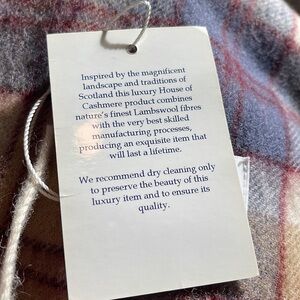 Inspired by the magnificent
landscape and traditions of
Scotland this luxury House of
Cashmere product combines
nature's finest Lambswool fibres
with the very best skilled
manufacturing processes,
producing an exquisite item that
will last a lifetime.
We recommend dry cleaning only
to preserve the beauty of this
luxury item and to ensure its
quality.